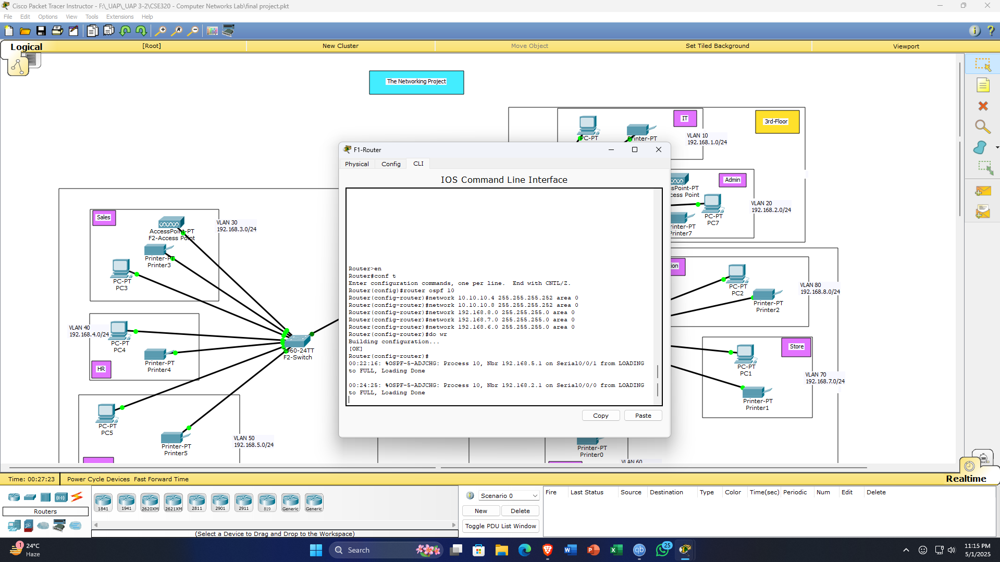 Cisco Packet Tracer Instructor - F:\_UAP\_UAP 3-2\CSE320 - Computer Networks Lab\final project.pkt
File Edit Options View Tools Extensions Help
Logical
[Root]
New Cluster
Move Object
Set Tiled Background
Viewport
The Networking Project
IT
3rd-Floor
PC-PT
Printer-PT
VLAN 10
192.168.1.0/24
Admin
sPoint-PT
cess Point
PC-PT
PC7
rinter-PT
Printer7
VLAN 20
192.168.2.0/24
Sales
AccessPoint-PT
F2-Access Point
VLAN 30
192.168.3.0/24
Printer-PT
Printer3
PC-PT
PC3
VLAN 40
192.168.4.0/24
PC-PT
PC4
Printer-PT
Printer4
HR
2960-24TT
F2-Switch
PC-PT
PC5
Printer-PT
Printer5
VLAN 50
192.168.5.0/24
F1-Router
Physical Config CLI
IOS Command Line Interface
Router>en
Router#conf t
Enter configuration commands, one per line.  End with CNTL/Z.
Router(config)#router ospf 10
Router(config-router)#network 10.10.10.4 255.255.255.252 area 0
Router(config-router)#network 10.10.10.8 255.255.255.252 area 0
Router(config-router)#network 192.168.8.0 255.255.255.0 area 0
Router(config-router)#network 192.168.7.0 255.255.255.0 area 0
Router(config-router)#network 192.168.6.0 255.255.255.0 area 0
Router(config-router)#do wr
Building configuration...
[OK]
Router(config-router)#
00:22:16: %OSPF-5-ADJCHG: Process 10, Nbr 192.168.5.1 on Serial0/0/1 from LOADING
to FULL, Loading Done
00:24:25: %OSPF-5-ADJCHG: Process 10, Nbr 192.168.2.1 on Serial0/0/0 from LOADING
to FULL, Loading Done
Copy
Paste
ion
PC-PT
PC2
Printer-PT
Printer2
VLAN 80
192.168.8.0/24
Store
PC-PT
PC1
VLAN 70
192.168.7.0/24
Printer-PT
Printer1
Printer-PT
Printer0
VLAN 60
Time: 00:27:23
Power Cycle Devices Fast Forward Time
Realtime
Routers
1841 1941 2620XM 2621XM 2811 2901 2911 819 Generic Generic
(Select a Device to Drag and Drop to the Workspace)
Scenario 0
New
Delete
Toggle PDU List Window
Fire Last Status Source Destination Type Color Time(sec) Periodic Num Edit Delete
1
24°C
Haze
Search
25
11:15 PM
5/1/2025